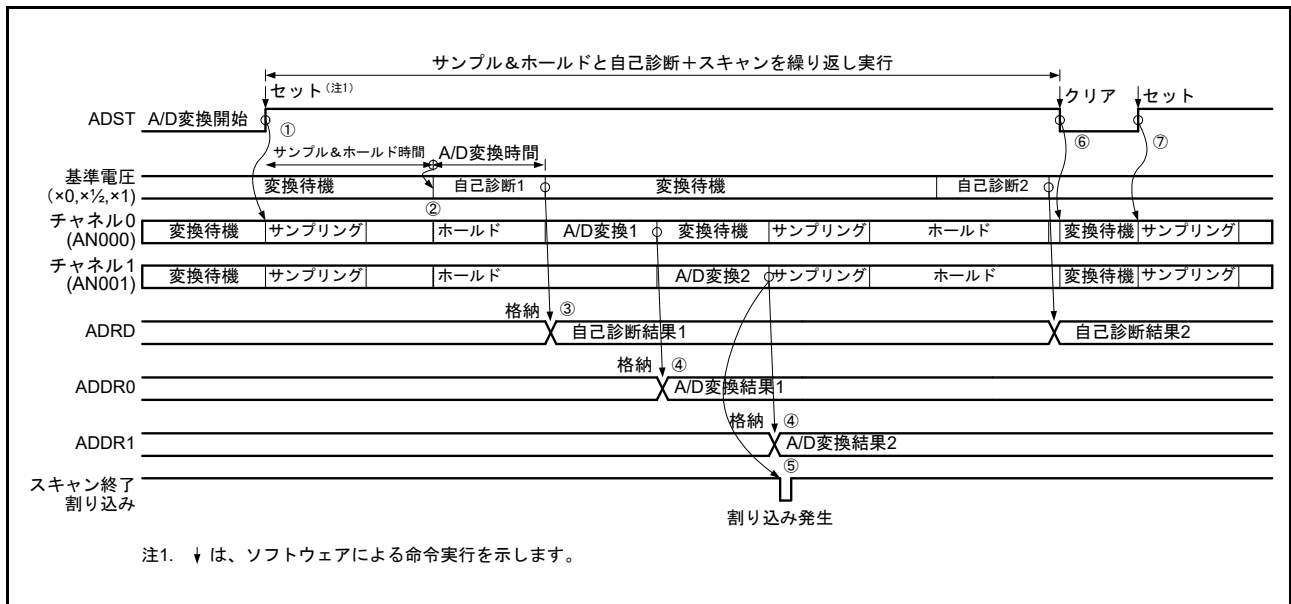 サンプル＆ホールドと自己診断＋スキャンを繰り返し実行
セット(注1)
クリア
セット
ADST
A/D変換開始
①
⑥
⑦
サンプル＆ホールド時間
A/D変換時間
基準電圧
(×0,×½,×1)
変換待機
自己診断1
変換待機
自己診断2
②
チャネル0
(AN000)
変換待機
サンプリング
ホールド
A/D変換1
変換待機
サンプリング
ホールド
変換待機
サンプリング
チャネル1
(AN001)
変換待機
サンプリング
ホールド
A/D変換2
サンプリング
ホールド
変換待機
サンプリング
格納 ③
ADRD
自己診断結果1
自己診断結果2
格納 ④
ADDR0
A/D変換結果1
格納 ④
ADDR1
A/D変換結果2
⑤
スキャン終了
割り込み
割り込み発生
注1. ↓は、ソフトウェアによる命令実行を示します。